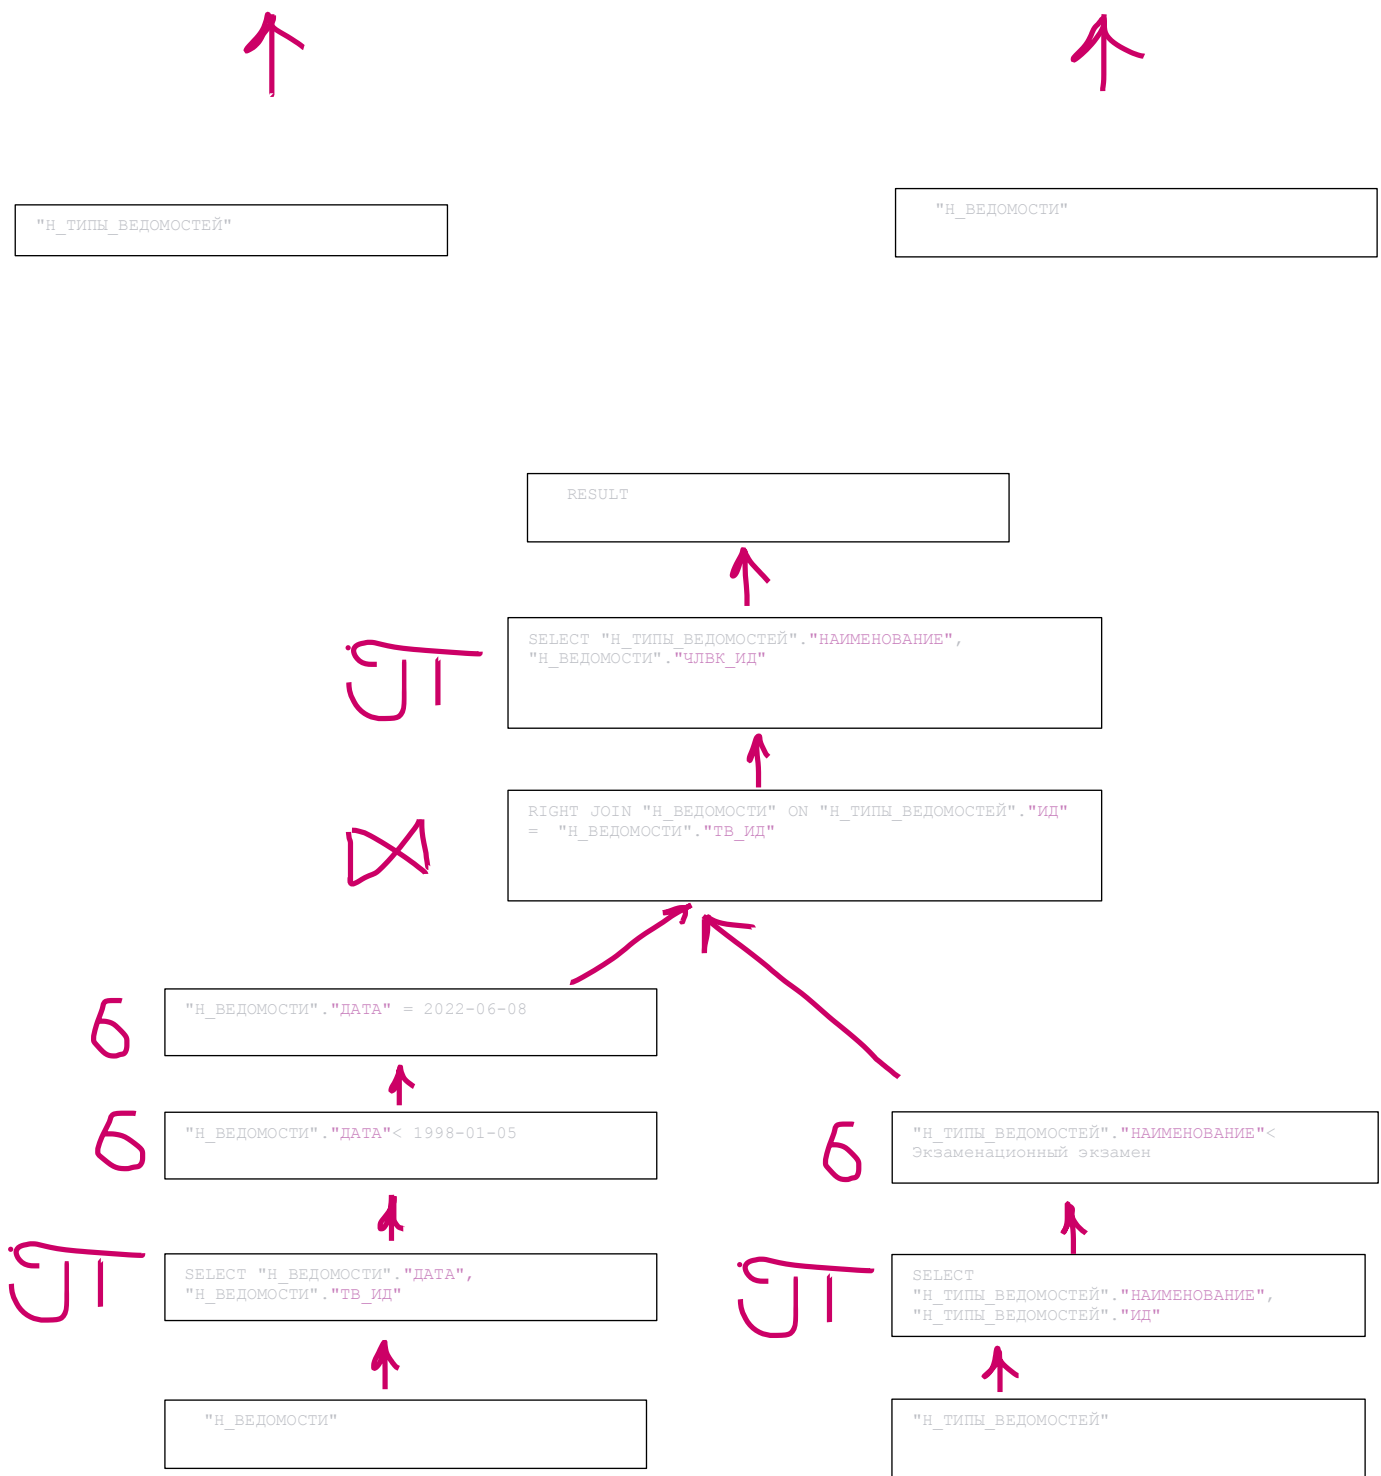 "Н_ТИПЫ_ВЕДОМОСТЕЙ"
"Н_ВЕДОМОСТИ"
RESULT
π
SELECT "Н_ТИПЫ_ВЕДОМОСТЕЙ"."НАИМЕНОВАНИЕ",
"Н_ВЕДОМОСТИ"."ЧЛВК_ИД"
⋈
RIGHT JOIN "Н_ВЕДОМОСТИ" ON "Н_ТИПЫ_ВЕДОМОСТЕЙ"."ИД"
= "Н_ВЕДОМОСТИ"."ТВ_ИД"
б
"Н_ВЕДОМОСТИ"."ДАТА" = 2022-06-08
б
"Н_ВЕДОМОСТИ"."ДАТА"< 1998-01-05
б
"Н_ТИПЫ_ВЕДОМОСТЕЙ"."НАИМЕНОВАНИЕ"<
Экзаменационный экзамен
π
SELECT "Н_ВЕДОМОСТИ"."ДАТА",
"Н_ВЕДОМОСТИ"."ТВ_ИД"
π
SELECT
"Н_ТИПЫ_ВЕДОМОСТЕЙ"."НАИМЕНОВАНИЕ",
"Н_ТИПЫ_ВЕДОМОСТЕЙ"."ИД"
"Н_ВЕДОМОСТИ"
"Н_ТИПЫ_ВЕДОМОСТЕЙ"